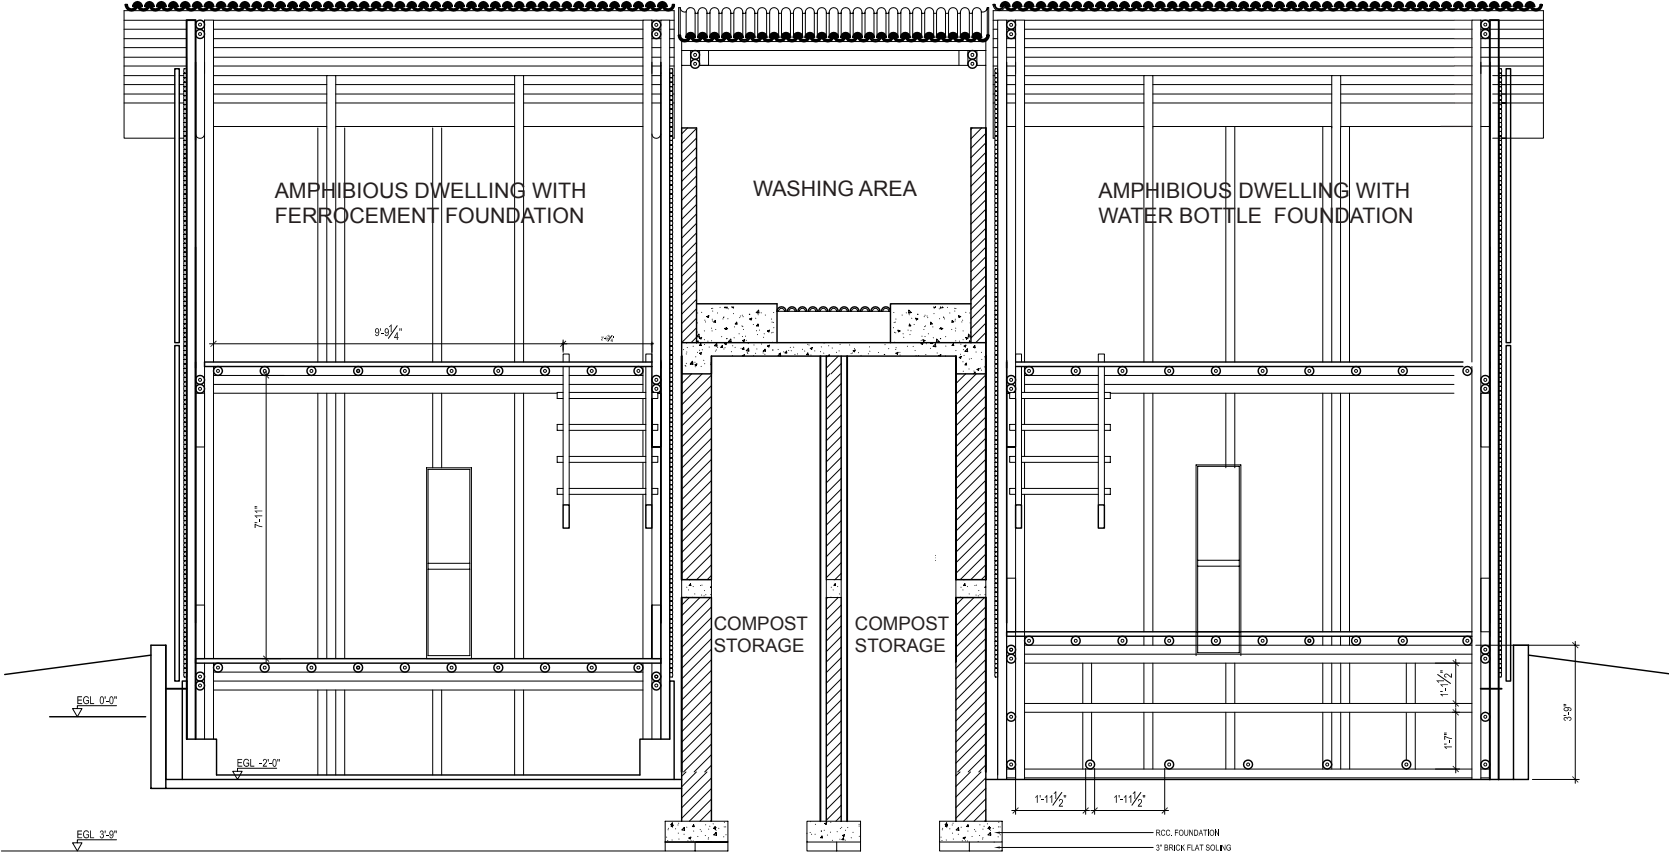 AMPHIBIOUS DWELLING WITH
FERROCEMENT FOUNDATION
WASHING AREA
AMPHIBIOUS DWELLING WITH
WATER BOTTLE FOUNDATION
9'-9¼"
7'-11"
COMPOST
STORAGE
COMPOST
STORAGE
EGL 0'-0"
EGL -2'-0"
EGL 3'-9"
1'-1½"
1'-7"
3'-9"
1'-11½"
1'-11½"
RCC. FOUNDATION
3" BRICK FLAT SOLING